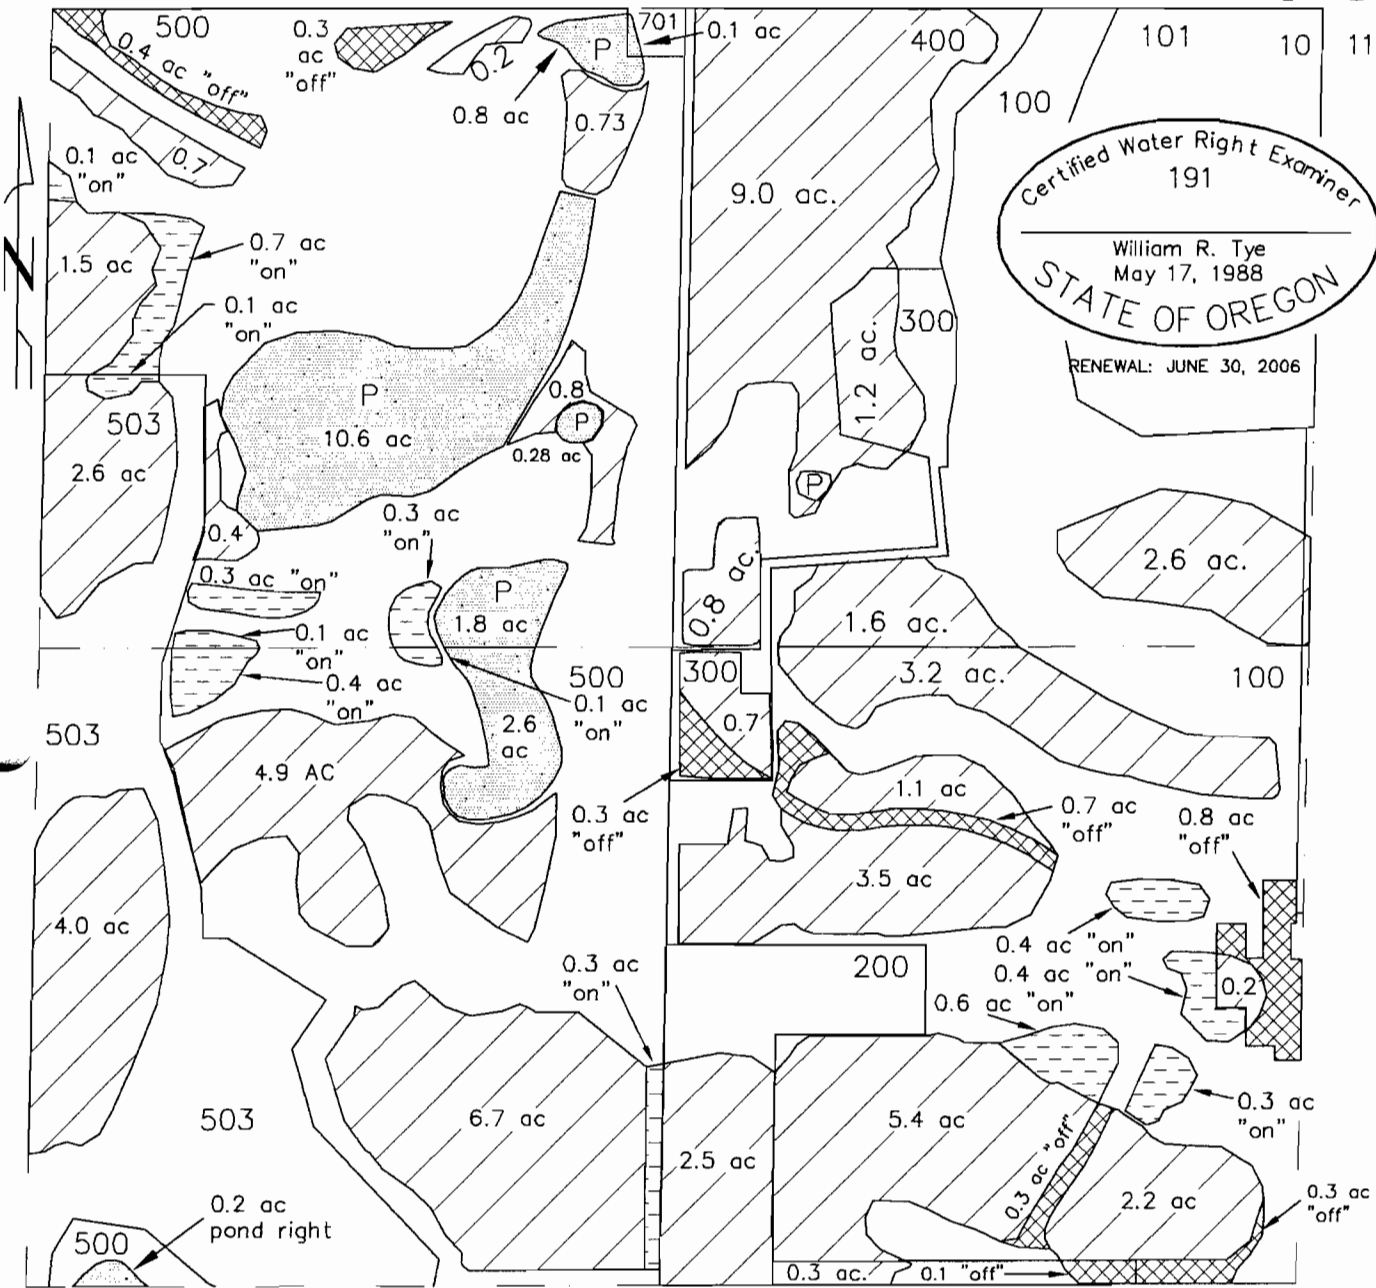 500
0.4 ac "off"
0.3
ac
"off"
0.2
P
701
0.1 ac
400
101
10
11
0.8 ac
0.73
100
0.7
0.1 ac
"on"
9.0 ac.
Certified Water Right Examiner
191
William R. Tye
May 17, 1988
STATE OF OREGON
RENEWAL: JUNE 30, 2006
N
1.5 ac
0.7 ac
"on"
0.1 ac
"on"
300
1.2 ac.
P
10.6 ac
0.8
P
0.28 ac
503
2.6 ac
P
0.4
0.3 ac
"on"
0.8 ac.
2.6 ac.
0.3 ac "on"
P
1.8 ac
0.1 ac
"on"
0.4 ac
"on"
500
0.1 ac
"on"
300
1.6 ac.
3.2 ac.
100
503
2.6
ac
0.7
4.9 AC
0.3 ac
"off"
1.1 ac
0.7 ac
"off"
0.8 ac
"off"
3.5 ac
4.0 ac
0.4 ac "on"
0.4 ac "on"
0.3 ac
"on"
200
0.6 ac "on"
0.2
503
6.7 ac
2.5 ac
5.4 ac
0.3 ac "off"
0.3 ac
"on"
2.2 ac
0.3 ac
"off"
0.2 ac
pond right
500
0.3 ac.
0.1 "off"